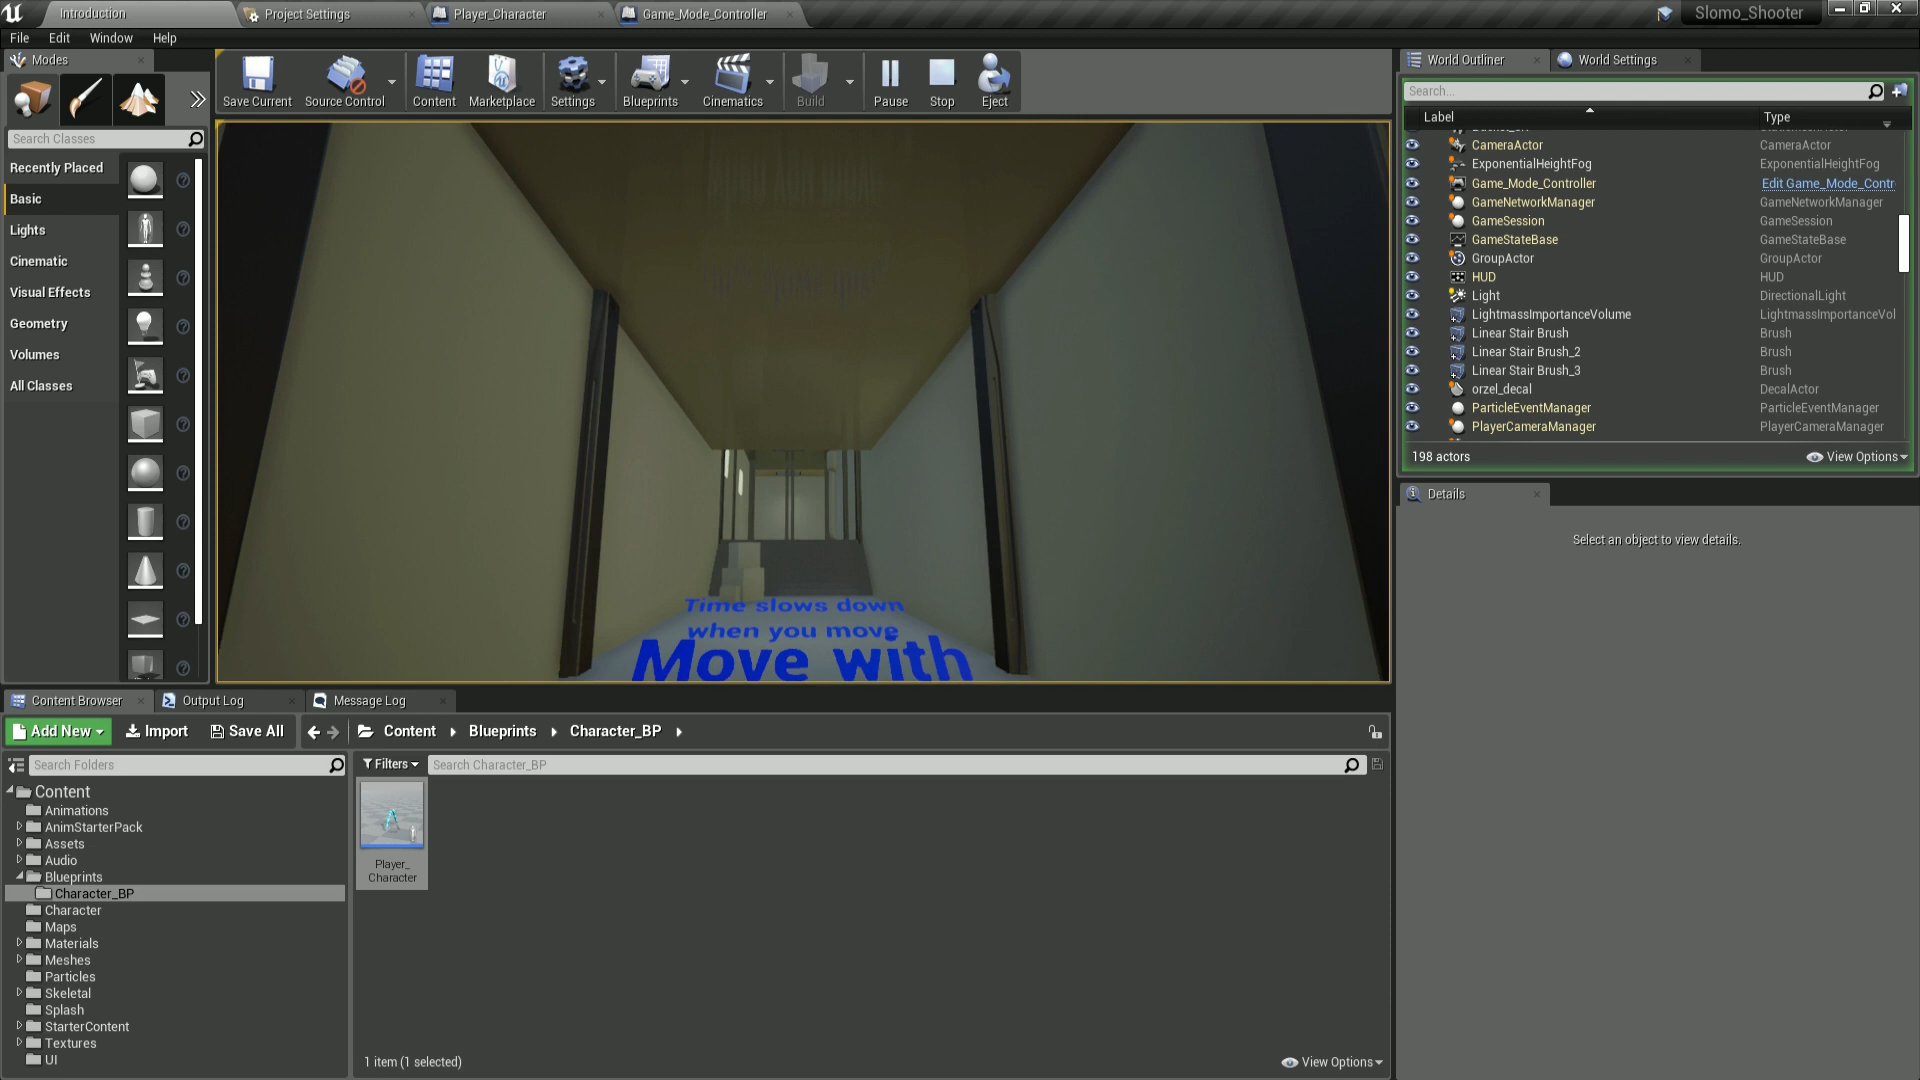 Introduction
Project Settings
Player_Character
Game_Mode_Controller
Slomo_Shooter
File Edit Window Help
Modes
Save Current
Source Control
Content
Marketplace
Settings
Blueprints
Cinematics
Build
Pause
Stop
Eject
Search Classes
Recently Placed
Basic
Lights
Cinematic
Visual Effects
Geometry
Volumes
All Classes
Time slows down
when you move
Move with
World Outliner
World Settings
Search...
Label Type
CameraActor CameraActor
ExponentialHeightFog ExponentialHeightFog
Game_Mode_Controller Edit Game_Mode_Contr
GameNetworkManager GameNetworkManager
GameSession GameSession
GameStateBase GameStateBase
GroupActor GroupActor
HUD HUD
Light DirectionalLight
LightmassImportanceVolume LightmassImportanceVol
Linear Stair Brush Brush
Linear Stair Brush_2 Brush
Linear Stair Brush_3 Brush
orzel_decal DecalActor
ParticleEventManager ParticleEventManager
PlayerCameraManager PlayerCameraManager
198 actors
View Options
Details
Select an object to view details.
Content Browser
Output Log
Message Log
Add New
Import
Save All
Content
Blueprints
Character_BP
Search Folders
Filters
Search Character_BP
Content
Animations
AnimStarterPack
Assets
Audio
Blueprints
Character_BP
Character
Maps
Materials
Meshes
Particles
Skeletal
Splash
StarterContent
Textures
UI
Player_
Character
1 item (1 selected)
View Options